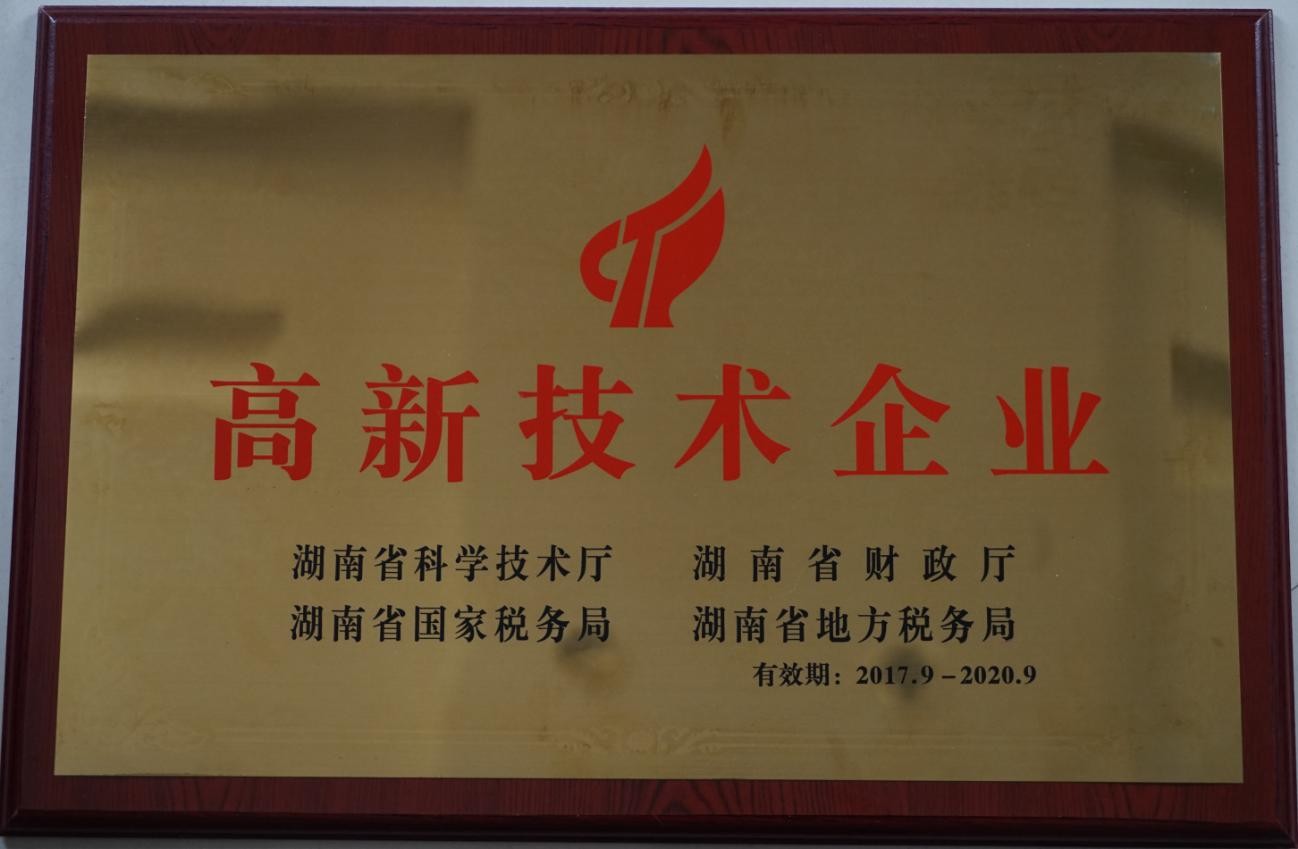 高新技术企业
湖南省科学技术厅 湖南省财政厅
湖南省国家税务局 湖南省地方税务局
有效期：2017.9-2020.9